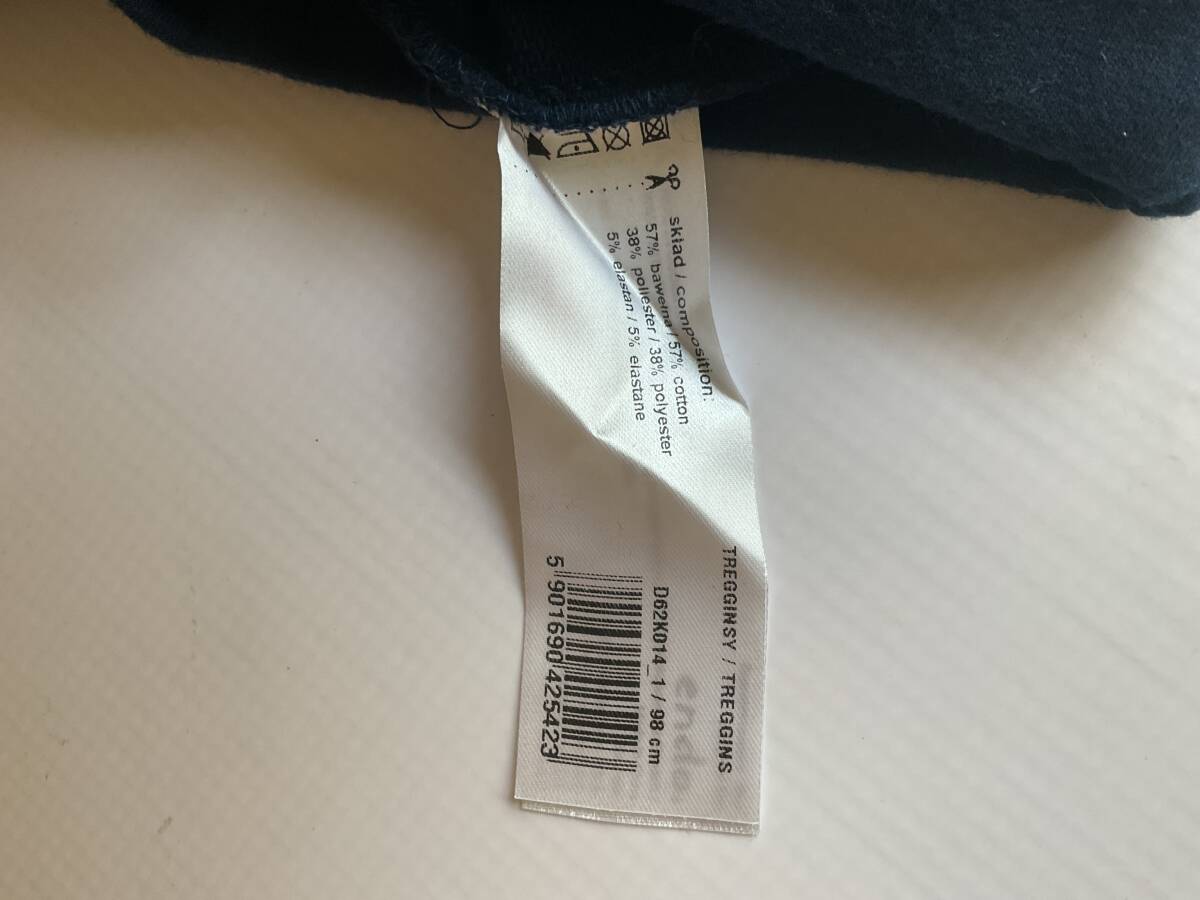 skład / composition:
57% bawełna / 57% cotton
38% poliester / 38% polyester
5% elastan / 5% elastane
TREGGINSY / TREGGINS
D62K014_1 / 98 cm
5 901690 425423
endo